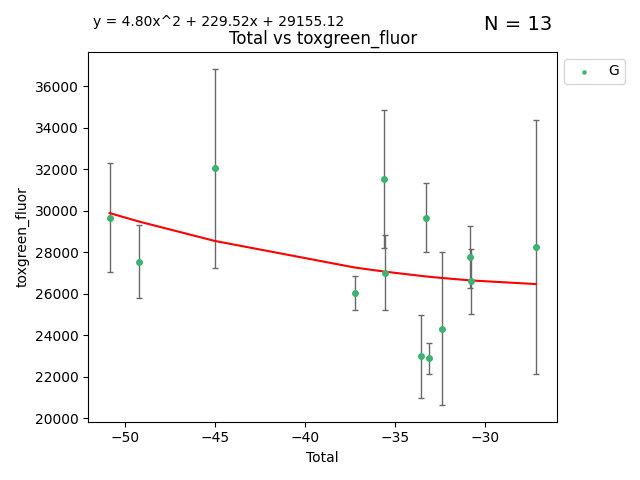 y = 4.80x^2 + 229.52x + 29155.12
N = 13
Total vs toxgreen_fluor
G
36000
34000
32000
30000
28000
26000
24000
22000
20000
toxgreen_fluor
−50
−45
−40
−35
−30
Total